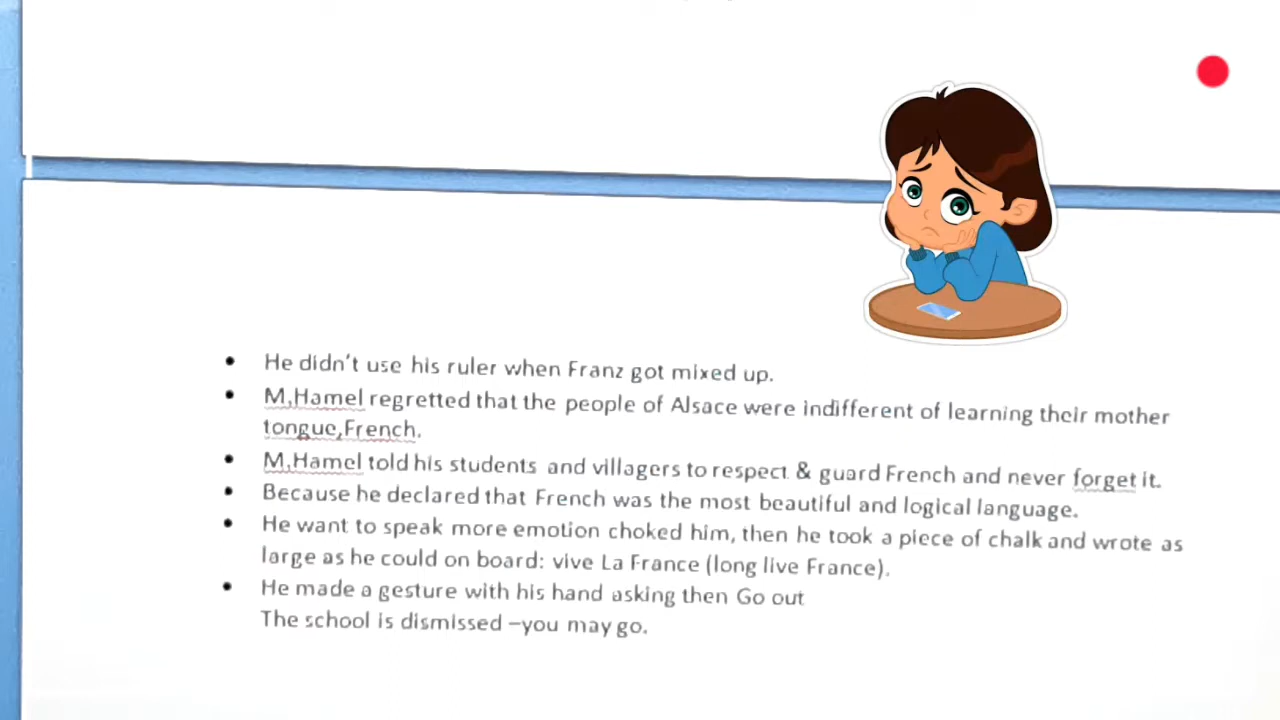 He didn't use his ruler when Franz got mixed up.
M,Hamel regretted that the people of Alsace were indifferent of learning their mother
tongue,French.
M,Hamel told his students and villagers to respect & guard French and never forget it.
Because he declared that French was the most beautiful and logical language.
He want to speak more emotion choked him, then he took a piece of chalk and wrote as
large as he could on board: vive La France (long live France).
He made a gesture with his hand asking then Go out
The school is dismissed –you may go.